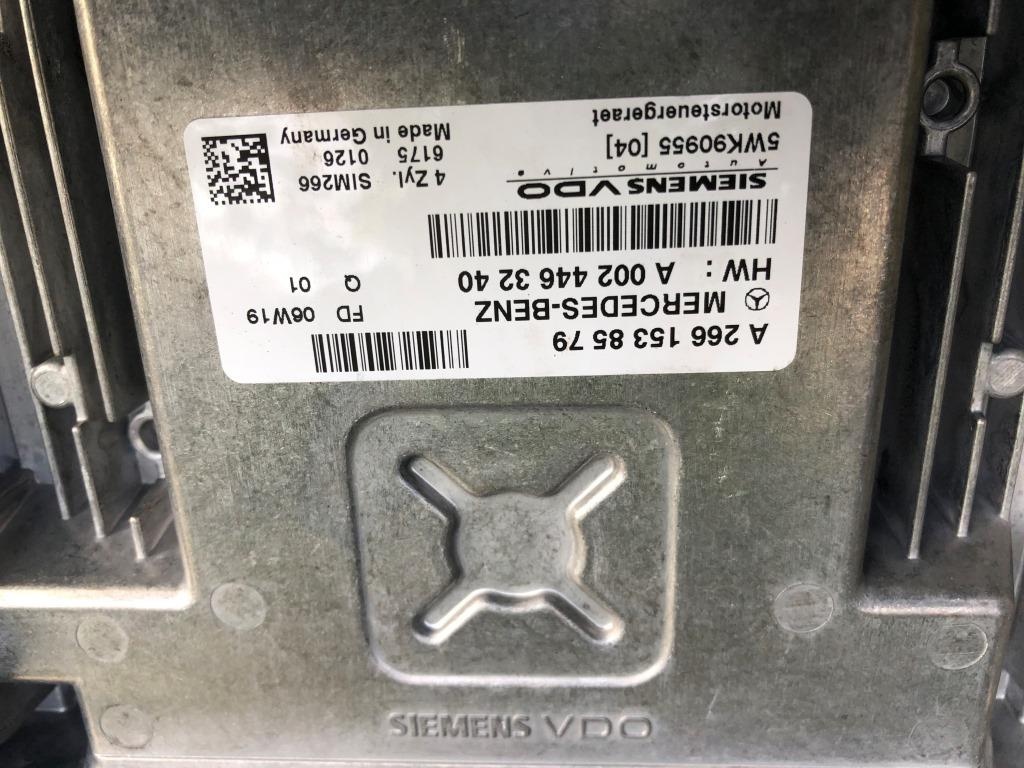 A 266 153 85 79
MERCEDES-BENZ
FD 06W19
HW : A 002 446 32 40
Q 01
SIEMENS VDO
Automotive
4 Zyl. SIM266
6175 0126
Made in Germany
5WK90955 [04]
Motorsteuergeraet
SIEMENS VDO